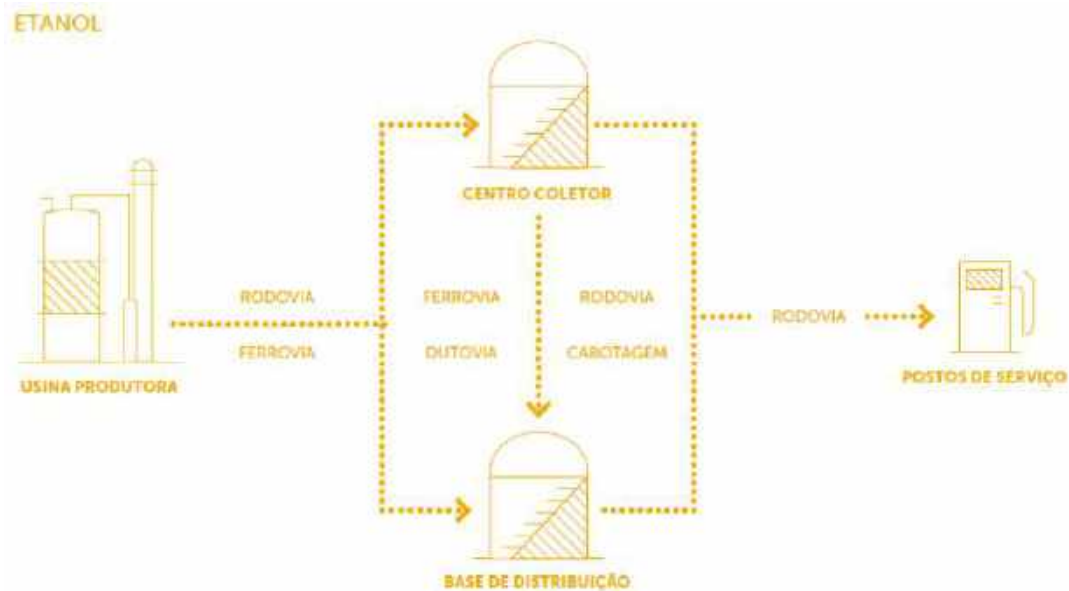 ETANOL
CENTRO COLETOR
RODOVIA
FERROVIA
RODOVIA
RODOVIA
FERROVIA
DUTOVIA
CABOTAGEM
USINA PRODUTORA
POSTOS DE SERVIÇO
BASE DE DISTRIBUIÇÃO